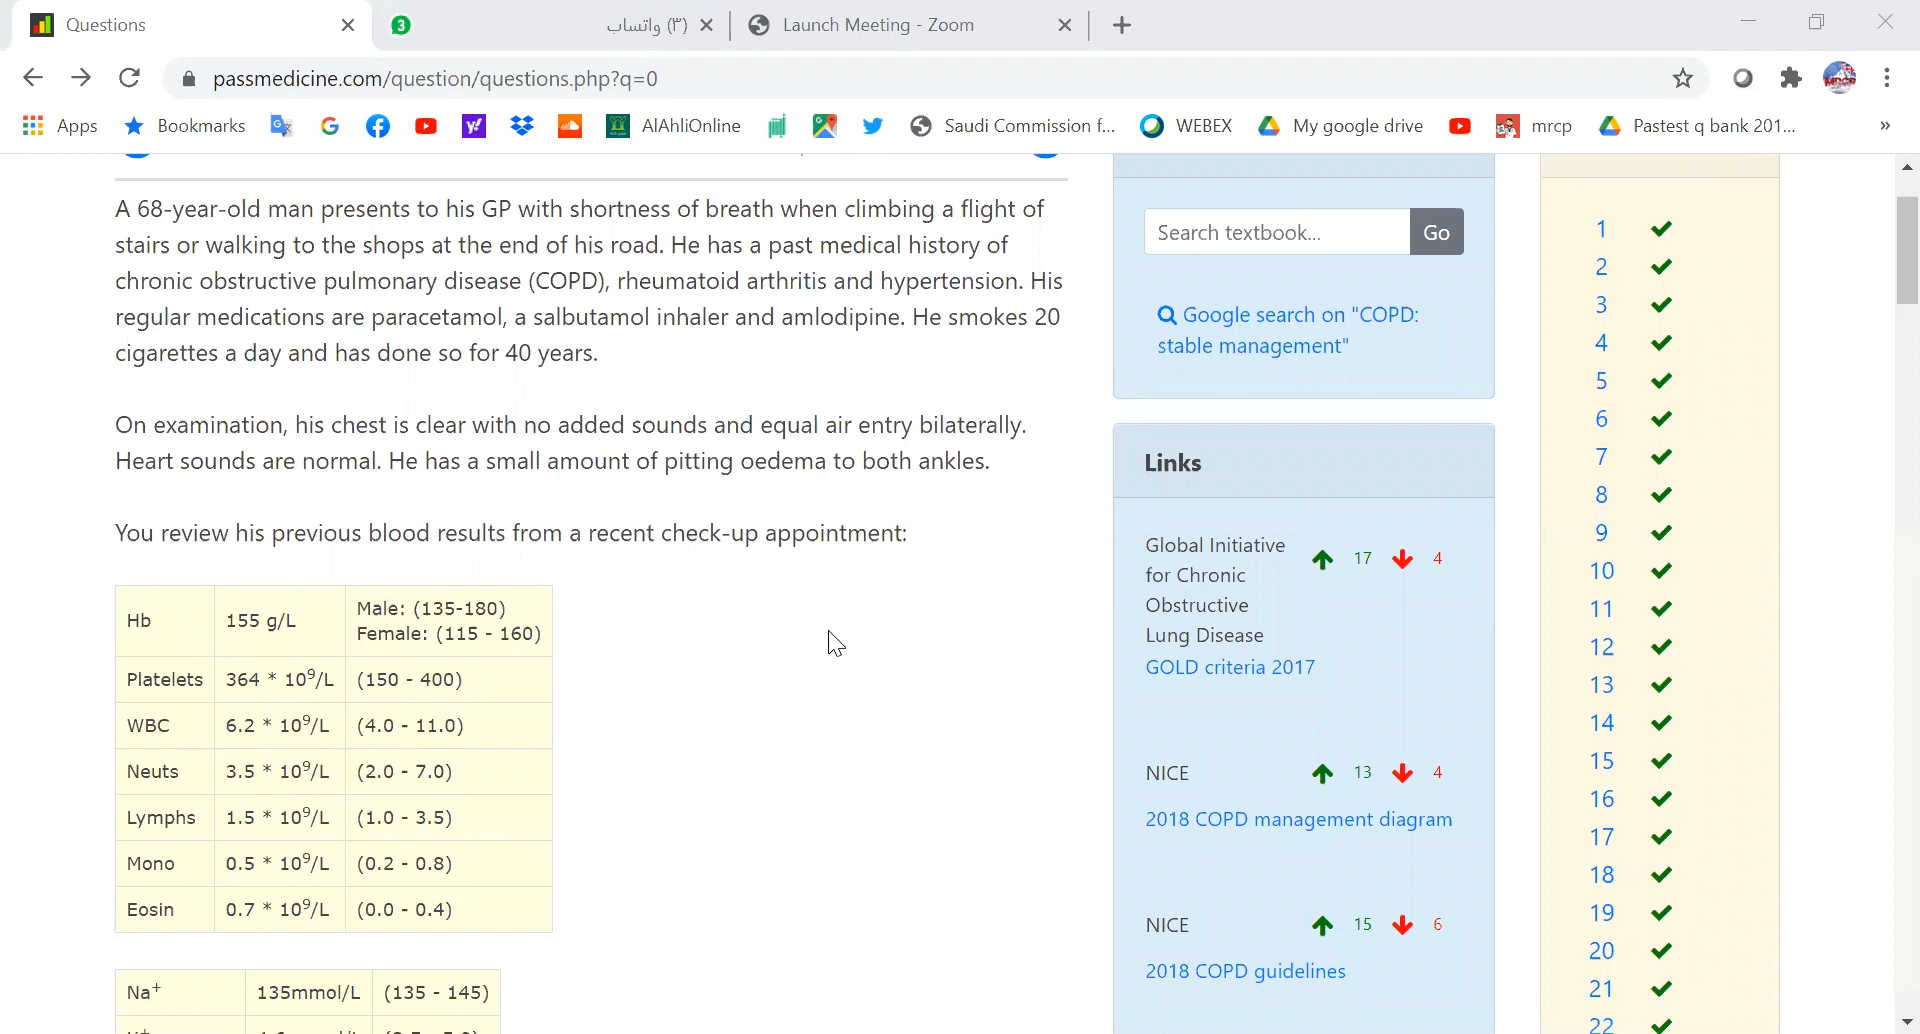 Questions
3
(٣) واتساب
Launch Meeting - Zoom
passmedicine.com/question/questions.php?q=0
Apps
Bookmarks
AlAhliOnline
Saudi Commission f...
WEBEX
My google drive
mrcp
Pastest q bank 201...
»
A 68-year-old man presents to his GP with shortness of breath when climbing a flight of
stairs or walking to the shops at the end of his road. He has a past medical history of
chronic obstructive pulmonary disease (COPD), rheumatoid arthritis and hypertension. His
regular medications are paracetamol, a salbutamol inhaler and amlodipine. He smokes 20
cigarettes a day and has done so for 40 years.
On examination, his chest is clear with no added sounds and equal air entry bilaterally.
Heart sounds are normal. He has a small amount of pitting oedema to both ankles.
You review his previous blood results from a recent check-up appointment:
Hb 155 g/L Male: (135-180)
Female: (115 - 160)
Platelets 364 * 10⁹/L (150 - 400)
WBC 6.2 * 10⁹/L (4.0 - 11.0)
Neuts 3.5 * 10⁹/L (2.0 - 7.0)
Lymphs 1.5 * 10⁹/L (1.0 - 3.5)
Mono 0.5 * 10⁹/L (0.2 - 0.8)
Eosin 0.7 * 10⁹/L (0.0 - 0.4)
Na⁺ 135mmol/L (135 - 145)
Search textbook...
Go
Google search on "COPD:
stable management"
Links
Global Initiative
for Chronic
Obstructive
Lung Disease
17 4
GOLD criteria 2017
NICE 13 4
2018 COPD management diagram
NICE 15 6
2018 COPD guidelines
1
2
3
4
5
6
7
8
9
10
11
12
13
14
15
16
17
18
19
20
21
22